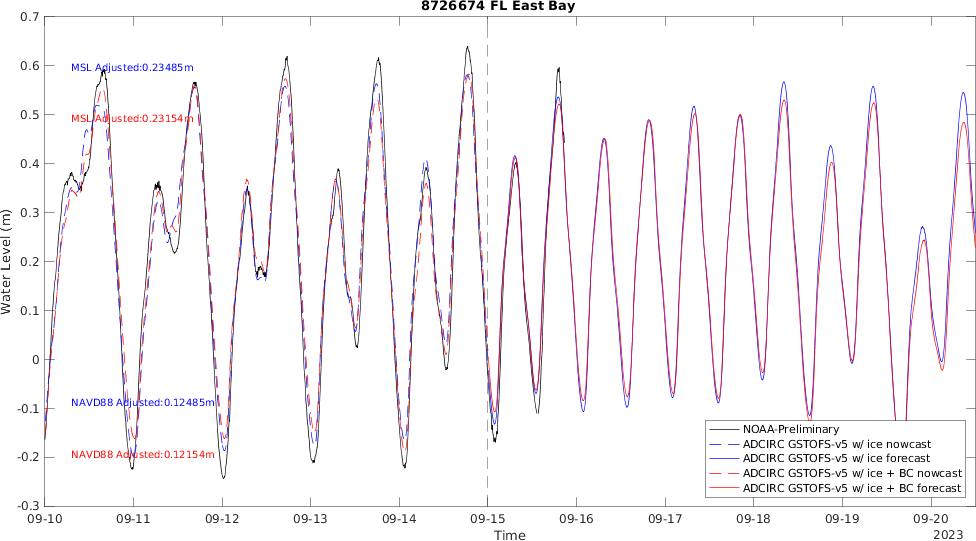 8726674 FL East Bay
0.7
0.6
0.5
0.4
0.3
0.2
0.1
0
-0.1
-0.2
-0.3
Water Level (m)
MSL Adjusted:0.23485m
MSL Adjusted:0.23154m
NAVD88 Adjusted:0.12485m
NAVD88 Adjusted:0.12154m
NOAA-Preliminary
ADCIRC GSTOFS-v5 w/ ice nowcast
ADCIRC GSTOFS-v5 w/ ice forecast
ADCIRC GSTOFS-v5 w/ ice + BC nowcast
ADCIRC GSTOFS-v5 w/ ice + BC forecast
09-10 09-11 09-12 09-13 09-14 09-15 09-16 09-17 09-18 09-19 09-20
Time
2023